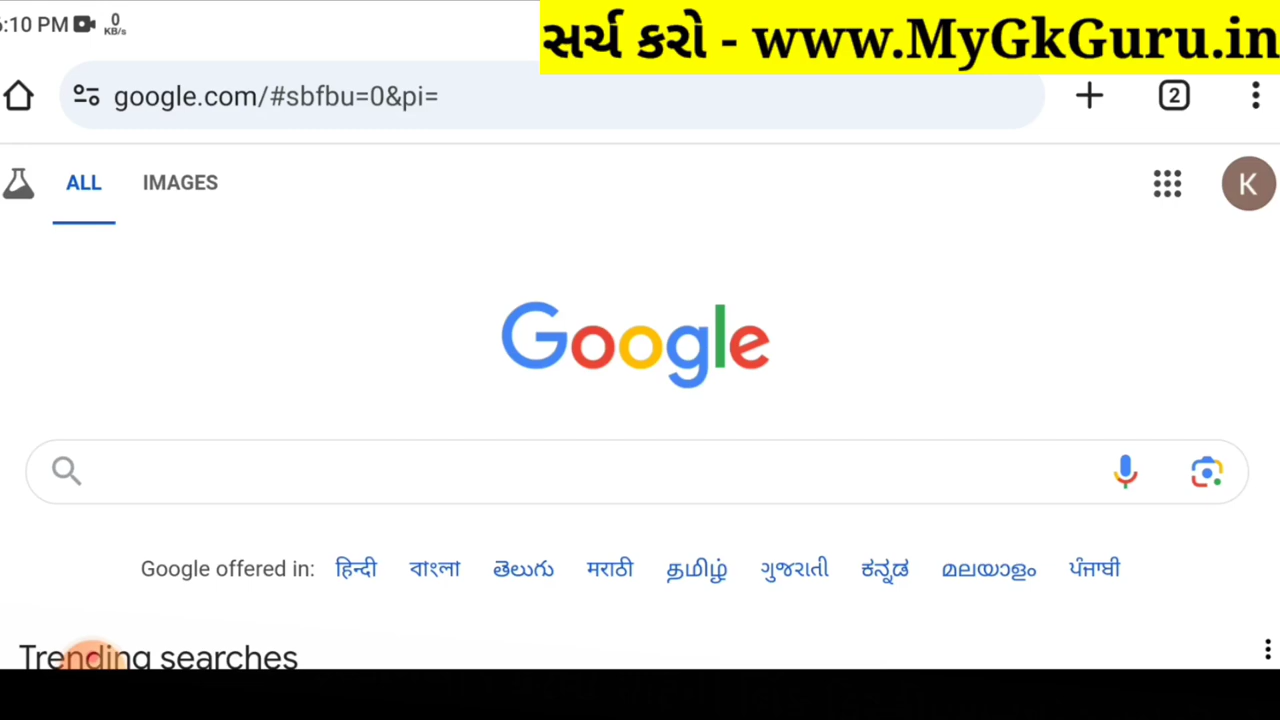 6:10 PM 0 KB/s
સર્ચ કરો - www.MyGkGuru.in
google.com/#sbfbu=0&pi=
2
ALL IMAGES
K
Google
Google offered in: हिन्दी বাংলা తెలుగు मराठी தமிழ் ગુજરાતી ಕನ್ನಡ മലയാളം ਪੰਜਾਬੀ
Trending searches